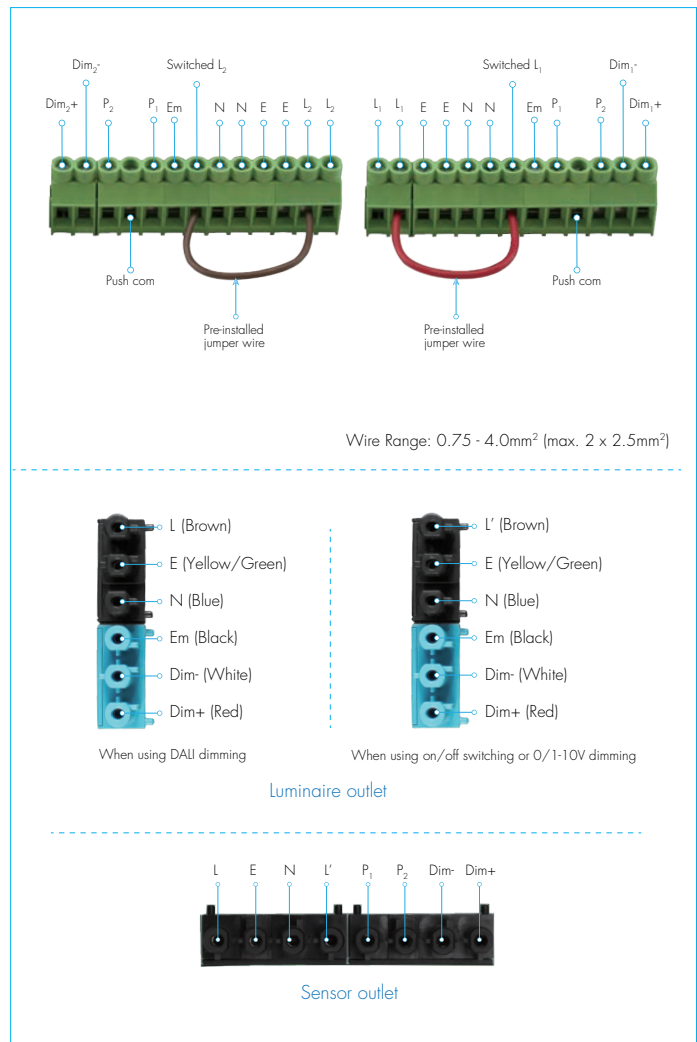 Dim₂- Switched L₂ Switched L₁ Dim₁-
Dim₂+ P₂ P₁ Em N N E E L₂ L₂ L₁ L₁ E E N N Em P₁ P₂ Dim₁+
Push com Push com
Pre-installed
jumper wire
Pre-installed
jumper wire
Wire Range: 0.75 - 4.0mm² (max. 2 x 2.5mm²)
L (Brown)
E (Yellow/Green)
N (Blue)
Em (Black)
Dim- (White)
Dim+ (Red)
When using DALI dimming
L’ (Brown)
E (Yellow/Green)
N (Blue)
Em (Black)
Dim- (White)
Dim+ (Red)
When using on/off switching or 0/1-10V dimming
Luminaire outlet
L E N L’ P₁ P₂ Dim- Dim+
Sensor outlet